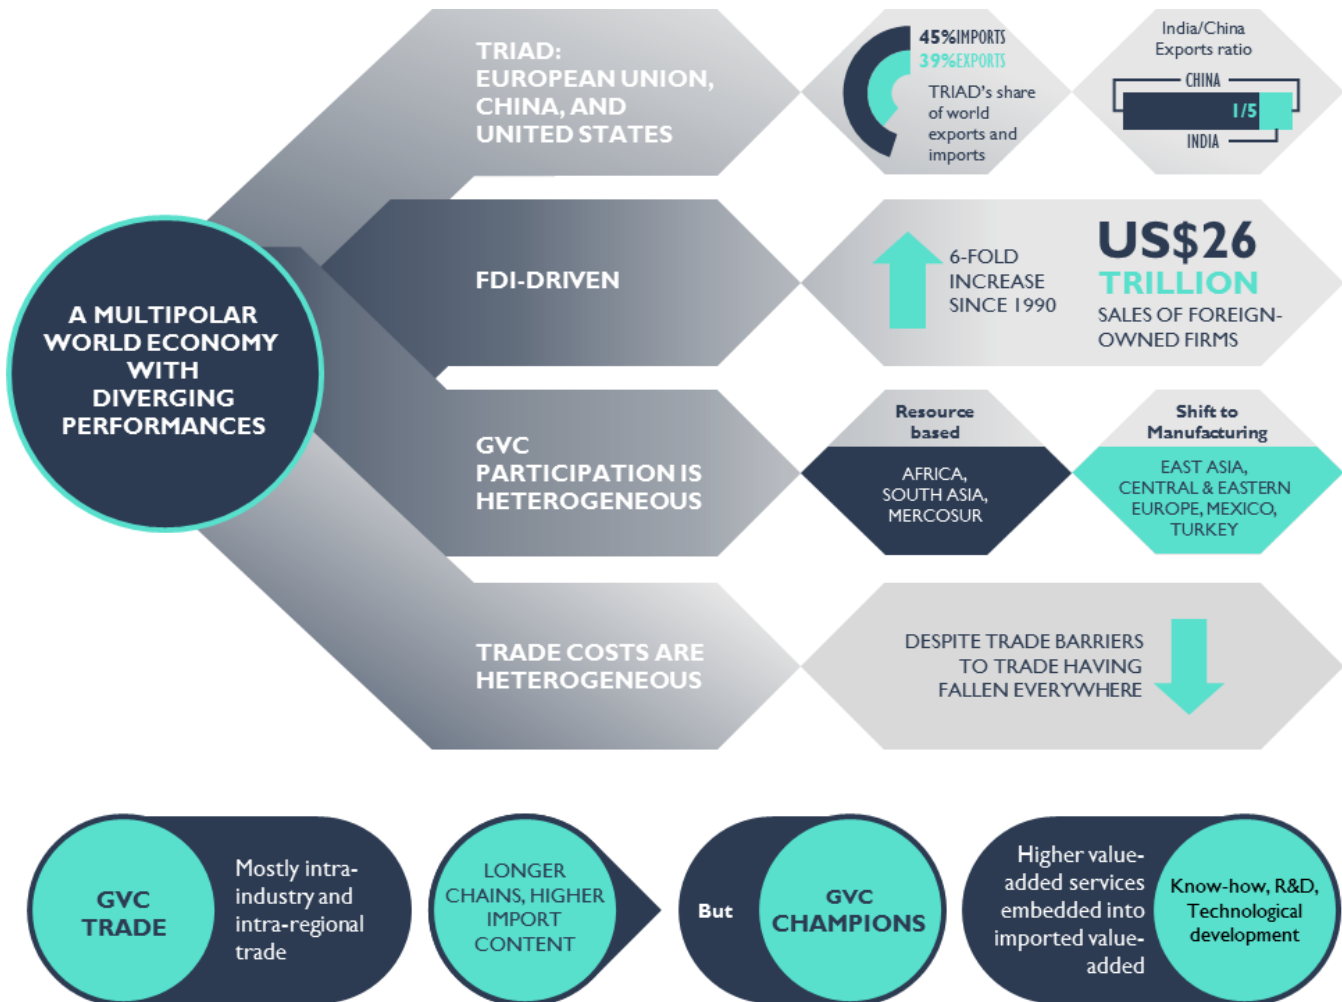 A MULTIPOLAR
WORLD ECONOMY
WITH
DIVERGING
PERFORMANCES
TRIAD:
EUROPEAN UNION,
CHINA, AND
UNITED STATES
45%IMPORTS
39%EXPORTS
TRIAD's share
of world
exports and
imports
India/China
Exports ratio
CHINA
1/5
INDIA
FDI-DRIVEN
6-FOLD
INCREASE
SINCE 1990
US$26
TRILLION
SALES OF FOREIGN-
OWNED FIRMS
GVC
PARTICIPATION IS
HETEROGENEOUS
Resource
based
AFRICA,
SOUTH ASIA,
MERCOSUR
Shift to
Manufacturing
EAST ASIA,
CENTRAL & EASTERN
EUROPE, MEXICO,
TURKEY
TRADE COSTS ARE
HETEROGENEOUS
DESPITE TRADE BARRIERS
TO TRADE HAVING
FALLEN EVERYWHERE
GVC
TRADE
Mostly intra-
industry and
intra-regional
trade
LONGER
CHAINS, HIGHER
IMPORT
CONTENT
But
GVC
CHAMPIONS
Higher value-
added services
embedded into
imported value-
added
Know-how, R&D,
Technological
development